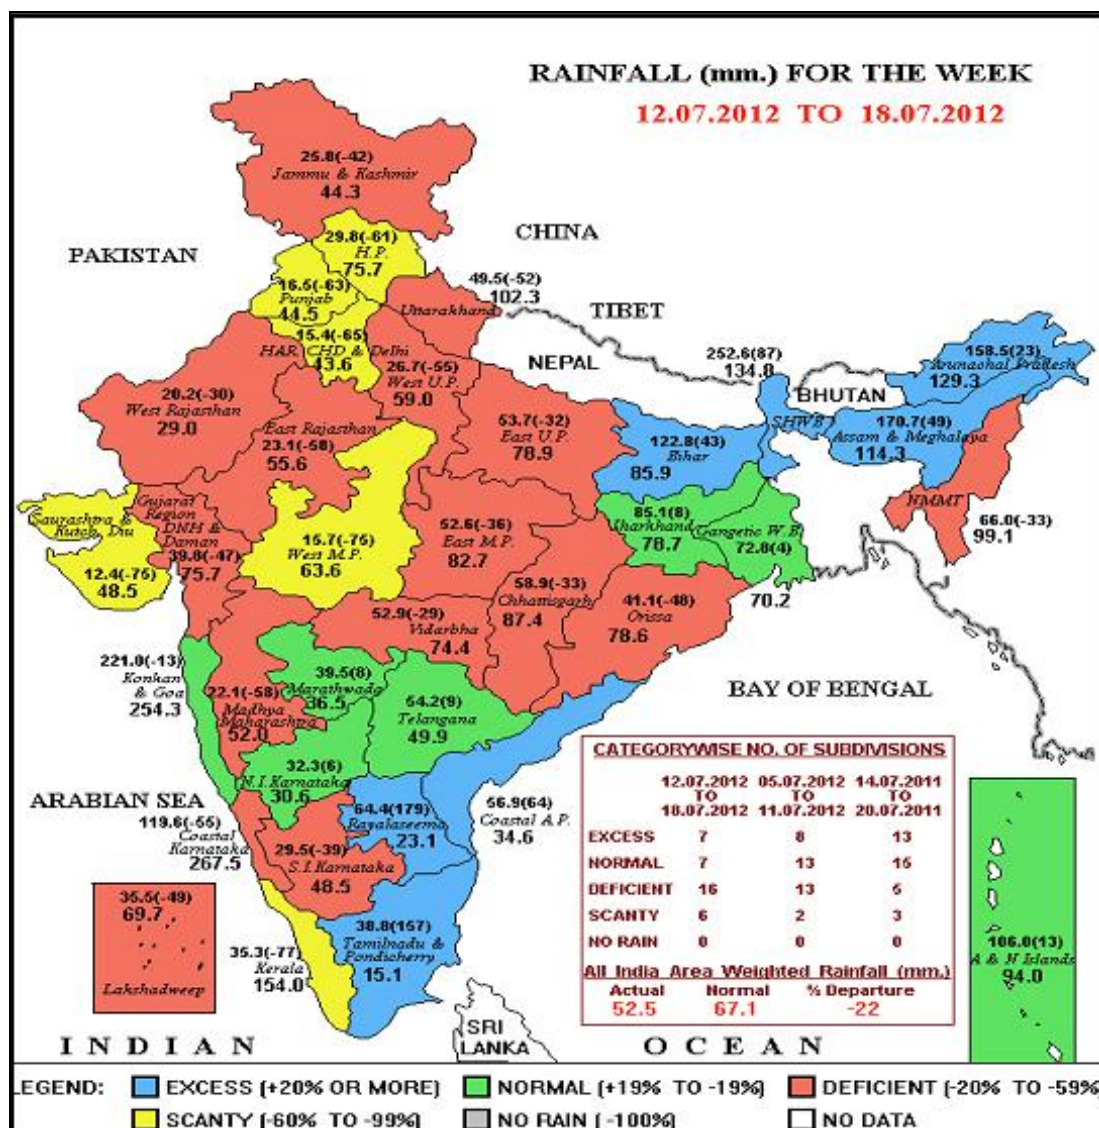 RAINFALL (mm.) FOR THE WEEK
12.07.2012 TO 18.07.2012
25.8(-42)
Jammu & Kashmir
44.3
CHINA
PAKISTAN
29.8(-61)
H.P.
75.7
16.5(-63)
Punjab
44.5
49.5(-52)
102.3
Uttarakhand
TIBET
15.4(-65)
HAR. CHD & Delhi
43.6
NEPAL
26.7(-55)
West U.P.
59.0
252.6(87)
134.8
158.5(23)
Arunachal Pradesh
129.3
BHUTAN
20.2(-30)
West Rajasthan
29.0
East Rajasthan
23.1(-58)
55.6
53.7(-32)
East U.P.
78.9
SHWB
170.7(49)
Assam & Meghalaya
114.3
122.8(43)
Bihar
85.9
NMMT
66.0(-33)
99.1
Saurashtra &
Kutch, Diu
12.4(-75)
48.5
Gujarat
Region
DNH &
Daman
39.8(-47)
75.7
15.7(-75)
West M.P.
63.6
52.6(-36)
East M.P.
82.7
85.1(8)
Jharkhand
78.7
Gangetic W.B
72.8(4)
70.2
58.9(-33)
Chhattisgarh
87.4
41.1(-48)
Orissa
78.6
52.9(-29)
Vidarbha
74.4
221.0(-13)
Konkan
& Goa
254.3
39.5(8)
Marathwada
36.5
22.1(-58)
Madhya
Maharashtra
52.0
54.2(9)
Telangana
49.9
BAY OF BENGAL
32.3(6)
N.I.Karnataka
30.6
ARABIAN SEA
119.6(-55)
Coastal
Karnataka
267.5
64.4(179)
Rayalaseema
23.1
56.9(64)
Coastal A.P.
34.6
29.5(-39)
S.I.Karnataka
48.5
35.5(-49)
69.7
Lakshadweep
35.3(-77)
Kerala
154.0
38.8(157)
Tamilnadu &
Pondicherry
15.1
CATEGORYWISE NO. OF SUBDIVISIONS
12.07.2012 05.07.2012 14.07.2011
TO TO TO
18.07.2012 11.07.2012 20.07.2011
EXCESS 7 8 13
NORMAL 7 13 15
DEFICIENT 16 13 5
SCANTY 6 2 3
NO RAIN 0 0 0
All India Area Weighted Rainfall (mm.)
Actual Normal % Departure
52.5 67.1 -22
106.0(13)
A & N Islands
94.0
SRI
LANKA
INDIAN OCEAN
LEGEND: EXCESS (+20% OR MORE) NORMAL (+19% TO -19%) DEFICIENT (-20% TO -59%)
SCANTY (-60% TO -99%) NO RAIN (-100%) NO DATA